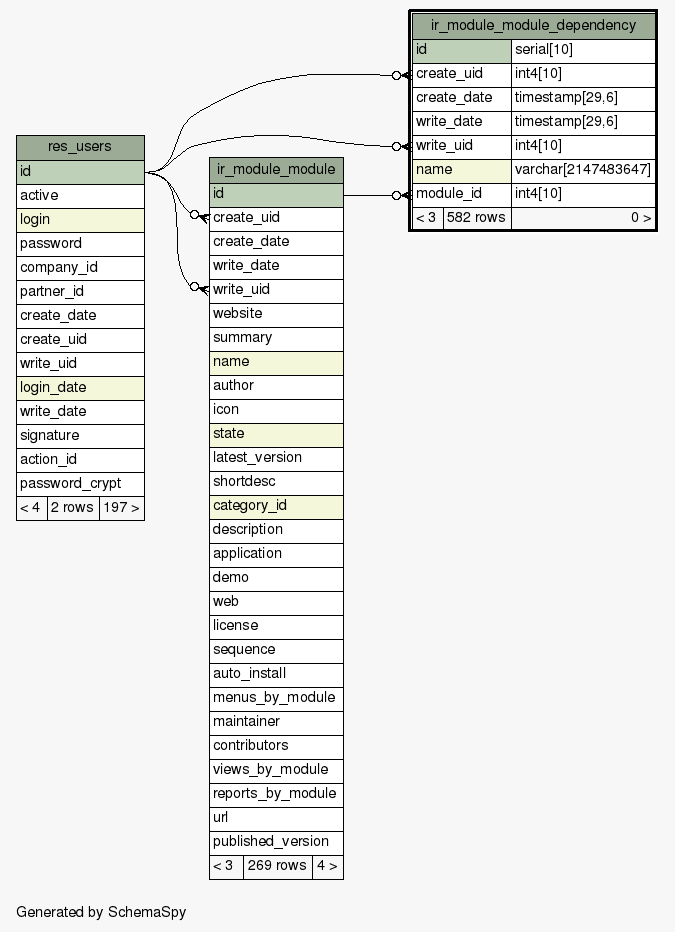 ir_module_module_dependency
id serial[10]
create_uid int4[10]
create_date timestamp[29,6]
write_date timestamp[29,6]
write_uid int4[10]
name varchar[2147483647]
module_id int4[10]
< 3 582 rows 0 >
res_users
id
active
login
password
company_id
partner_id
create_date
create_uid
write_uid
login_date
write_date
signature
action_id
password_crypt
< 4 2 rows 197 >
ir_module_module
id
create_uid
create_date
write_date
write_uid
website
summary
name
author
icon
state
latest_version
shortdesc
category_id
description
application
demo
web
license
sequence
auto_install
menus_by_module
maintainer
contributors
views_by_module
reports_by_module
url
published_version
< 3 269 rows 4 >
Generated by SchemaSpy